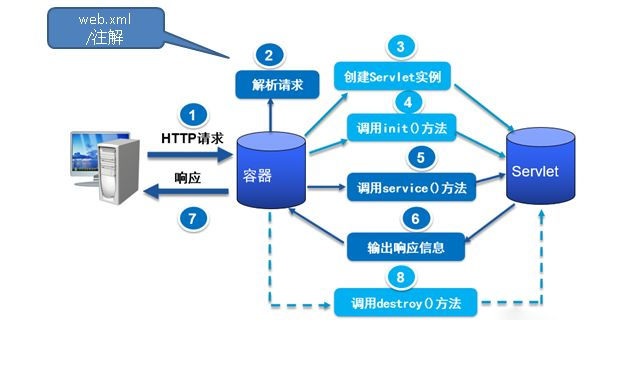 web.xml
/注解
3
2
创建Servlet实例
解析请求
4
1
调用init()方法
HTTP请求
5
容器
Servlet
响应
调用service()方法
7
6
输出响应信息
8
调用destroy()方法